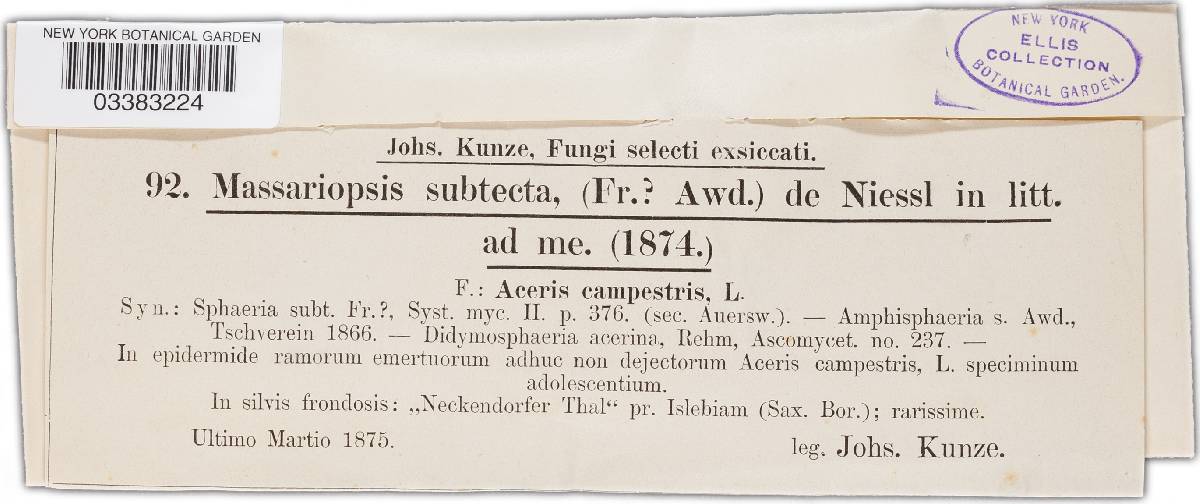 NEW YORK BOTANICAL GARDEN
03383224
NEW YORK
ELLIS
COLLECTION
BOTANICAL GARDEN.
Johs. Kunze, Fungi selecti exsiccati.
92. Massariopsis subtecta, (Fr.? Awd.) de Niessl in litt.
ad me. (1874.)
F.: Aceris campestris, L.
Syn.: Sphaeria subt. Fr.?, Syst. myc. II. p. 376. (sec. Auersw.). — Amphisphaeria s. Awd.,
Tschverein 1866. — Didymosphaeria acerina, Rehm, Ascomycet. no. 237. —
In epidermide ramorum emertuorum adhuc non dejectorum Aceris campestris, L. speciminum
adolescentium.
In silvis frondosis: „Neckendorfer Thal“ pr. Islebiam (Sax. Bor.); rarissime.
Ultimo Martio 1875.
leg. Johs. Kunze.